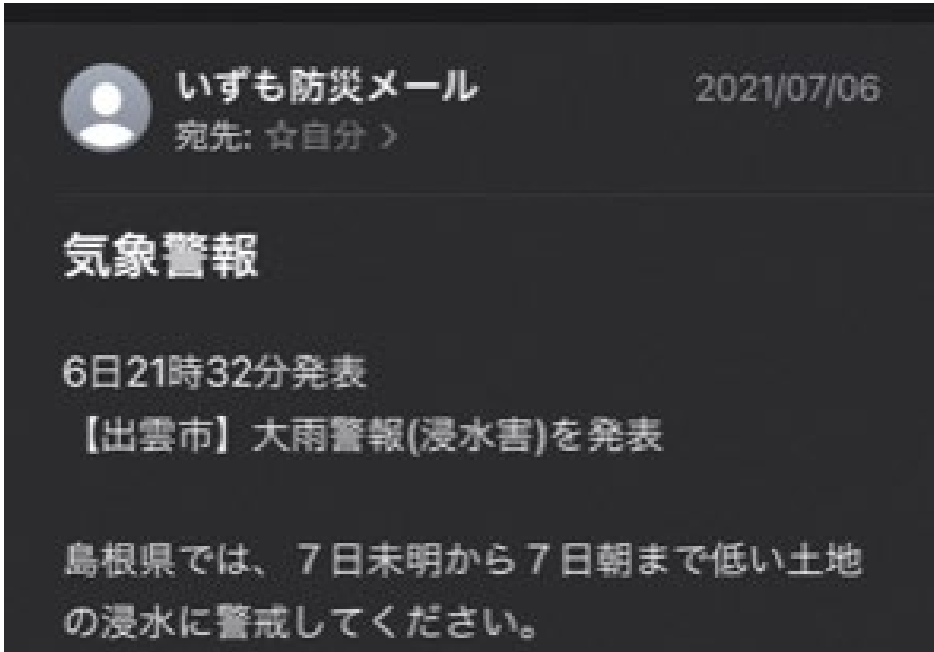 いずも防災メール
2021/07/06
宛先: ☆自分 >
気象警報
6日21時32分発表
【出雲市】大雨警報(浸水害)を発表
島根県では、７日未明から７日朝まで低い土地
の浸水に警戒してください。